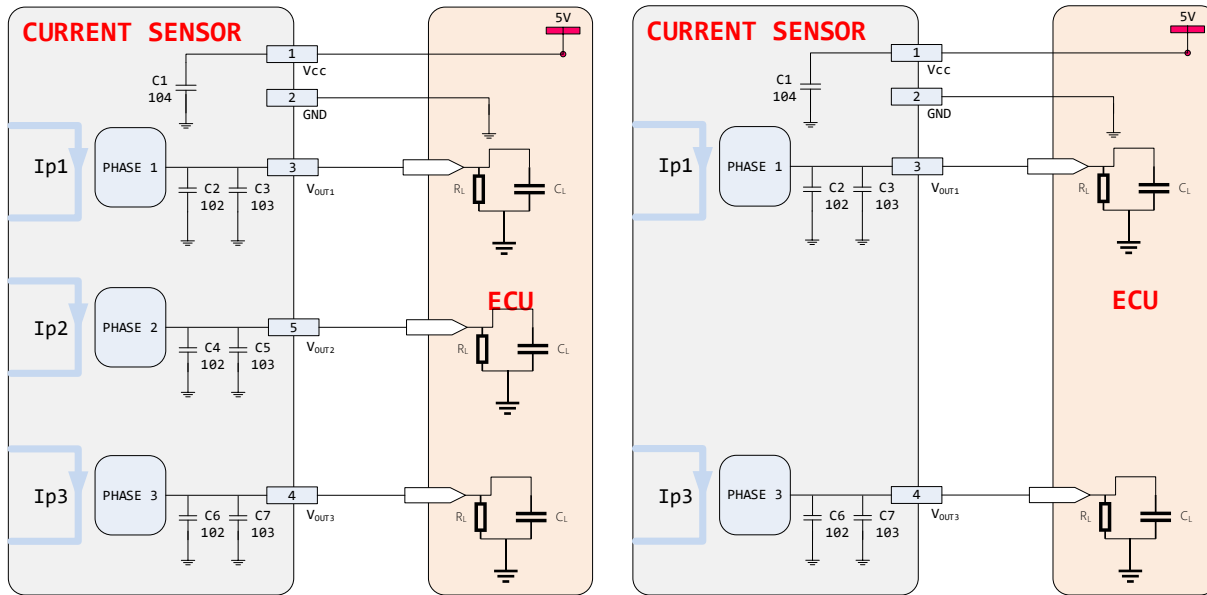 CURRENT SENSOR
5V
1
Vcc
C1
104
2
GND
Ip1
PHASE 1
3
VOUT1
C2
102
C3
103
RL
CL
ECU
Ip2
PHASE 2
5
VOUT2
C4
102
C5
103
RL
CL
Ip3
PHASE 3
4
VOUT3
C6
102
C7
103
RL
CL
CURRENT SENSOR
5V
1
Vcc
C1
104
2
GND
Ip1
PHASE 1
3
VOUT1
C2
102
C3
103
RL
CL
ECU
Ip3
PHASE 3
4
VOUT3
C6
102
C7
103
RL
CL